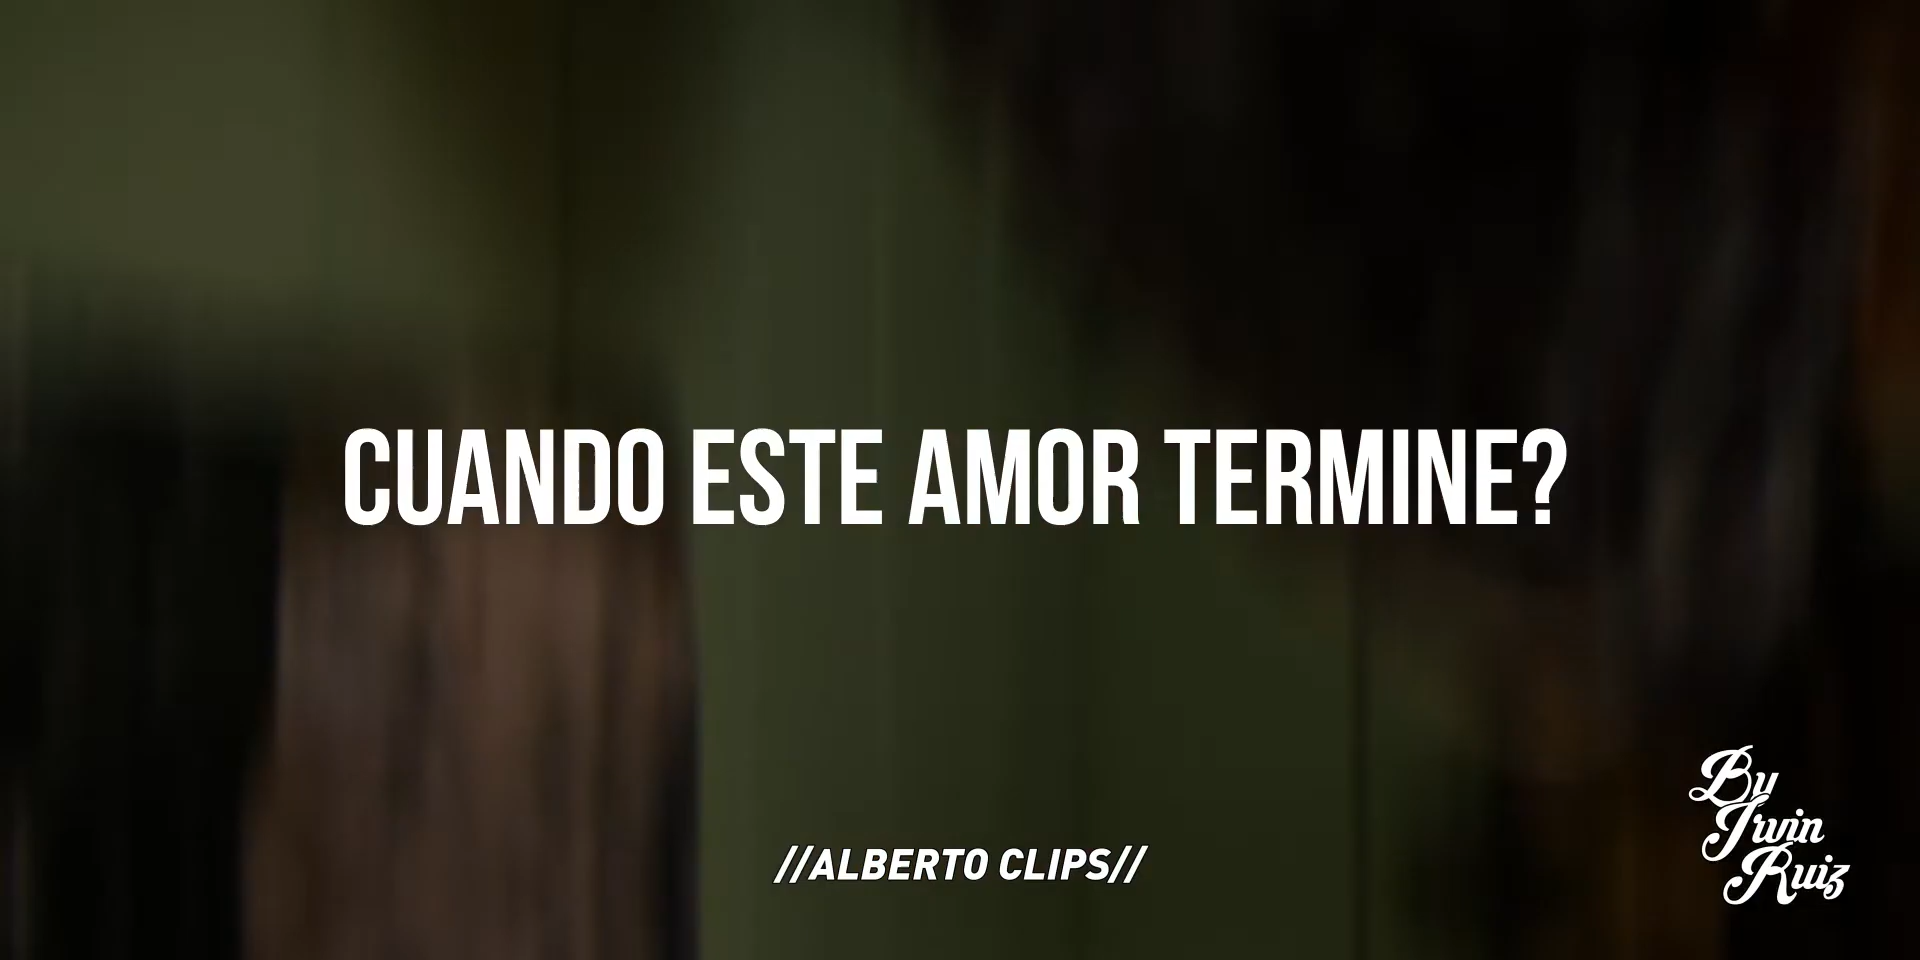 CUANDO ESTE AMOR TERMINE?
//ALBERTO CLIPS//
By
Irvin
Ruiz